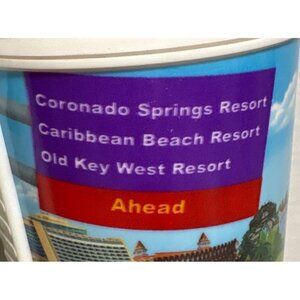 Coronado Springs Resort
Caribbean Beach Resort
Old Key West Resort
Ahead